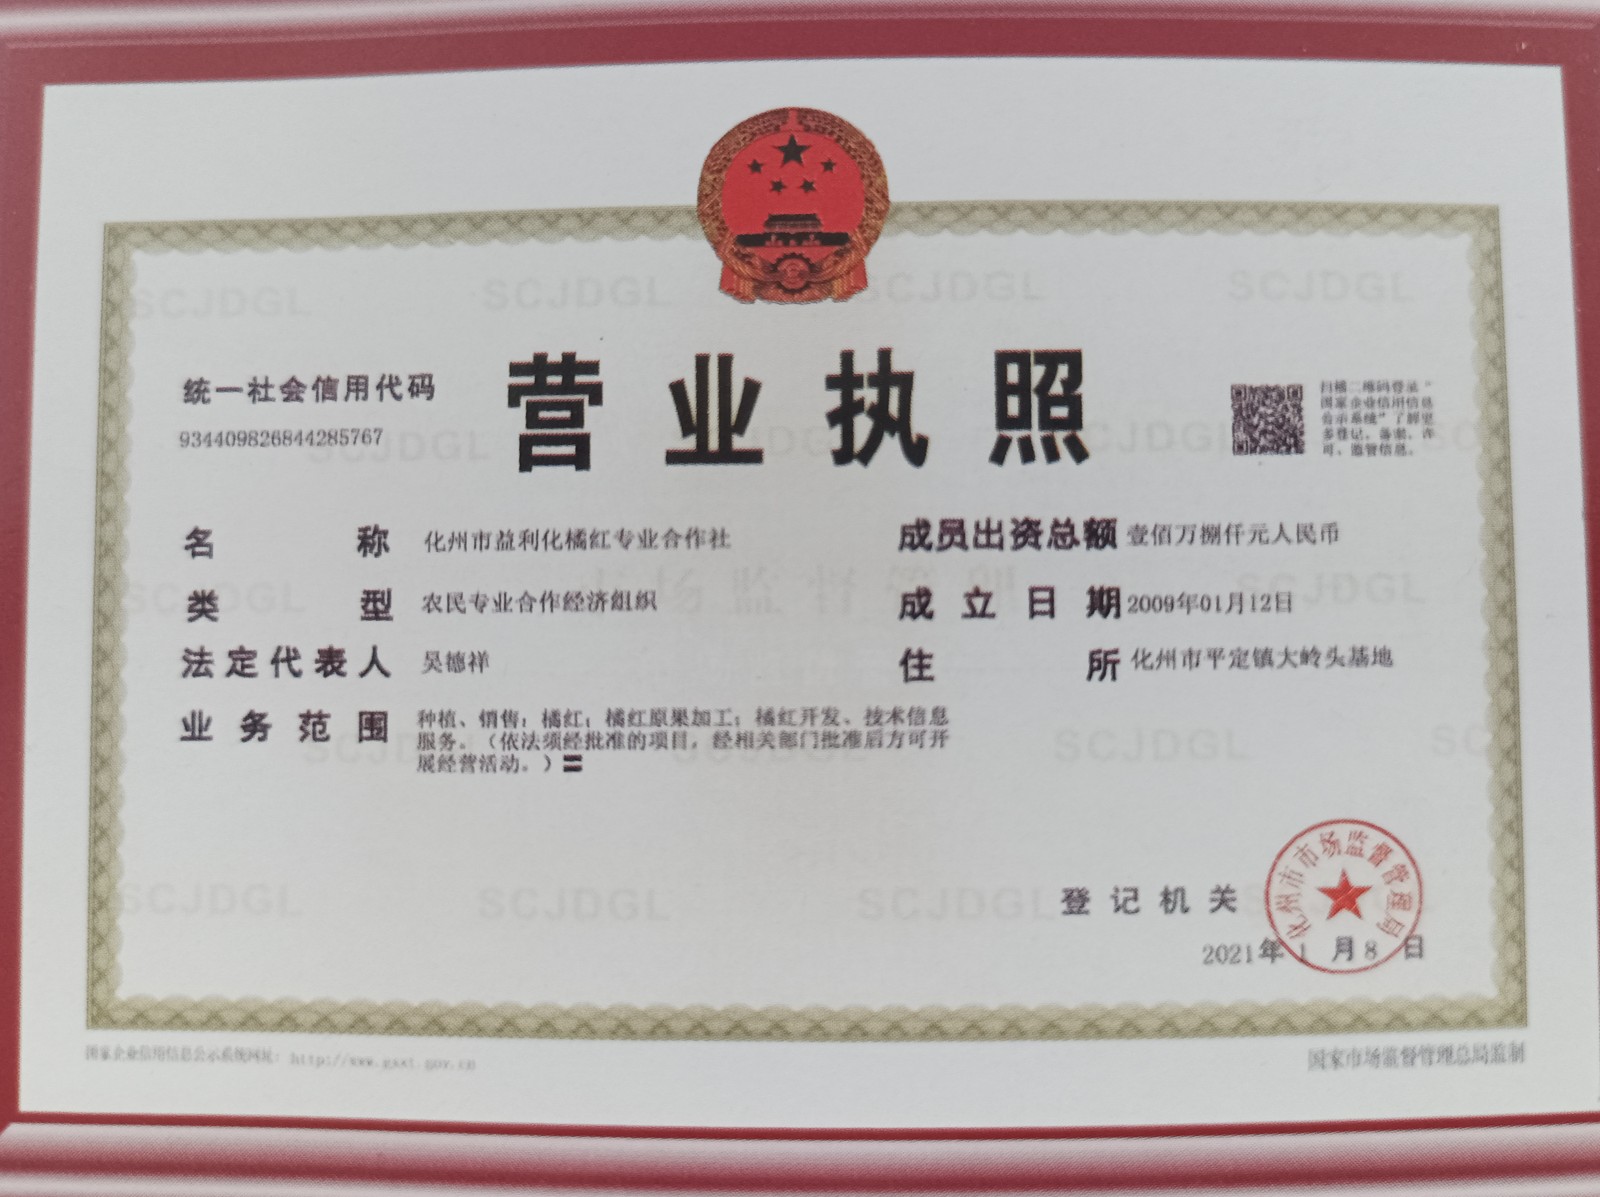 营业执照
统一社会信用代码
934409826844285767
扫描二维码登录“
国家企业信用信息
公示系统”了解更
多登记、备案、许
可、监管信息。
名称 化州市益利化橘红专业合作社
类型 农民专业合作经济组织
法定代表人 吴德祥
业务范围 种植、销售：橘红；橘红原果加工；橘红开发、技术信息
服务。（依法须经批准的项目，经相关部门批准后方可开
展经营活动。）〓
成员出资总额 壹佰万捌仟元人民币
成立日期 2009年01月12日
住所 化州市平定镇大岭头基地
登记机关
化州市市场监督管理局
2021年1月8日
国家企业信用信息公示系统网址：http://www.gsxt.gov.cn
国家市场监督管理总局监制
SCJDGL
市场监督管理